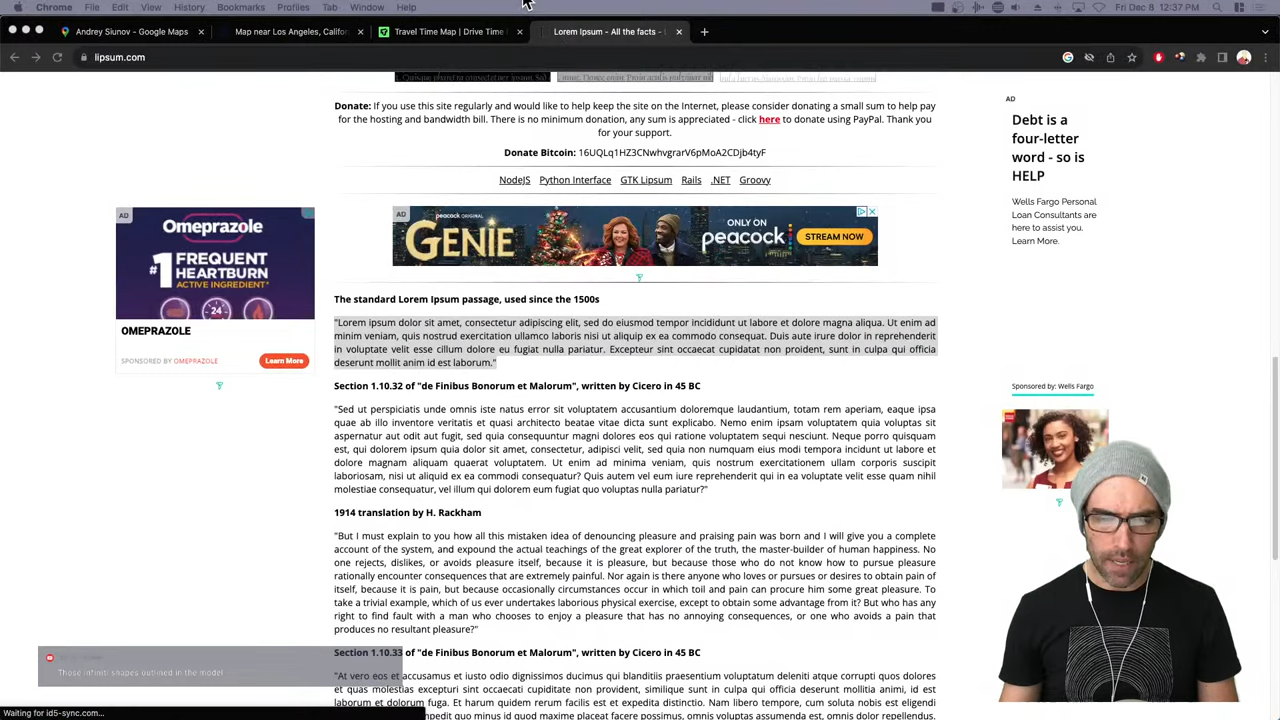 Chrome File Edit View History Bookmarks Profiles Tab Window Help Fri Dec 8 12:37 PM
Andrey Siunov - Google Maps
Map near Los Angeles, Califor
Travel Time Map | Drive Time
Lorem Ipsum - All the facts -
lipsum.com
Donate: If you use this site regularly and would like to help keep the site on the Internet, please consider donating a small sum to help pay
for the hosting and bandwidth bill. There is no minimum donation, any sum is appreciated - click here to donate using PayPal. Thank you
for your support.
Donate Bitcoin: 16UQLq1HZ3CNwhvgrarV6pMoA2CDjb4tyF
NodeJS Python Interface GTK Lipsum Rails .NET Groovy
AD
Omeprazole
#1 FREQUENT
HEARTBURN
ACTIVE INGREDIENT*
24
OMEPRAZOLE
SPONSORED BY OMEPRAZOLE
Learn More
AD
peacock ORIGINAL
GENIE
ONLY ON
peacock
STREAM NOW
AD
Debt is a
four-letter
word - so is
HELP
Wells Fargo Personal
Loan Consultants are
here to assist you.
Learn More.
Sponsored by: Wells Fargo
The standard Lorem Ipsum passage, used since the 1500s
"Lorem ipsum dolor sit amet, consectetur adipiscing elit, sed do eiusmod tempor incididunt ut labore et dolore magna aliqua. Ut enim ad
minim veniam, quis nostrud exercitation ullamco laboris nisi ut aliquip ex ea commodo consequat. Duis aute irure dolor in reprehenderit
in voluptate velit esse cillum dolore eu fugiat nulla pariatur. Excepteur sint occaecat cupidatat non proident, sunt in culpa qui officia
deserunt mollit anim id est laborum."
Section 1.10.32 of "de Finibus Bonorum et Malorum", written by Cicero in 45 BC
"Sed ut perspiciatis unde omnis iste natus error sit voluptatem accusantium doloremque laudantium, totam rem aperiam, eaque ipsa
quae ab illo inventore veritatis et quasi architecto beatae vitae dicta sunt explicabo. Nemo enim ipsam voluptatem quia voluptas sit
aspernatur aut odit aut fugit, sed quia consequuntur magni dolores eos qui ratione voluptatem sequi nesciunt. Neque porro quisquam
est, qui dolorem ipsum quia dolor sit amet, consectetur, adipisci velit, sed quia non numquam eius modi tempora incidunt ut labore et
dolore magnam aliquam quaerat voluptatem. Ut enim ad minima veniam, quis nostrum exercitationem ullam corporis suscipit
laboriosam, nisi ut aliquid ex ea commodi consequatur? Quis autem vel eum iure reprehenderit qui in ea voluptate velit esse quam nihil
molestiae consequatur, vel illum qui dolorem eum fugiat quo voluptas nulla pariatur?"
1914 translation by H. Rackham
"But I must explain to you how all this mistaken idea of denouncing pleasure and praising pain was born and I will give you a complete
account of the system, and expound the actual teachings of the great explorer of the truth, the master-builder of human happiness. No
one rejects, dislikes, or avoids pleasure itself, because it is pleasure, but because those who do not know how to pursue pleasure
rationally encounter consequences that are extremely painful. Nor again is there anyone who loves or pursues or desires to obtain pain of
itself, because it is pain, but because occasionally circumstances occur in which toil and pain can procure him some great pleasure. To
take a trivial example, which of us ever undertakes laborious physical exercise, except to obtain some advantage from it? But who has any
right to find fault with a man who chooses to enjoy a pleasure that has no annoying consequences, or one who avoids a pain that
produces no resultant pleasure?"
Section 1.10.33 of "de Finibus Bonorum et Malorum", written by Cicero in 45 BC
"At vero eos et accusamus et iusto odio dignissimos ducimus qui blanditiis praesentium voluptatum deleniti atque corrupti quos dolores
et quas molestias excepturi sint occaecati cupiditate non provident, similique sunt in culpa qui officia deserunt mollitia animi, id est
laborum et dolorum fuga. Et harum quidem rerum facilis est et expedita distinctio. Nam libero tempore, cum soluta nobis est eligendi
optio cumque nihil impedit quo minus id quod maxime placeat facere possimus, omnis voluptas assumenda est, omnis dolor repellendus.
shapes outlined in the model
Waiting for id5-sync.com...